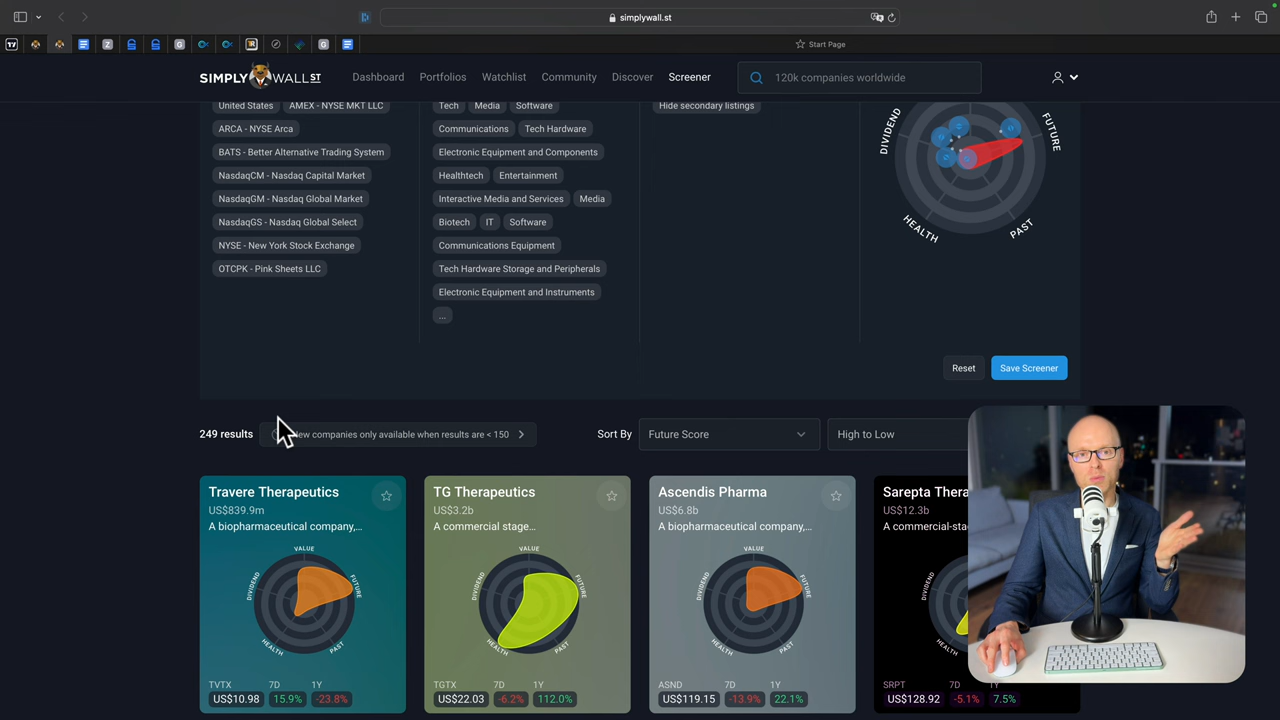 simplywall.st
Start Page
SIMPLY WALL ST
Dashboard
Portfolios
Watchlist
Community
Discover
Screener
120k companies worldwide
United States
AMEX - NYSE MKT LLC
ARCA - NYSE Arca
BATS - Better Alternative Trading System
NasdaqCM - Nasdaq Capital Market
NasdaqGM - Nasdaq Global Market
NasdaqGS - Nasdaq Global Select
NYSE - New York Stock Exchange
OTCPK - Pink Sheets LLC
Tech
Media
Software
Communications
Tech Hardware
Electronic Equipment and Components
Healthtech
Entertainment
Interactive Media and Services
Media
Biotech
IT
Software
Communications Equipment
Tech Hardware Storage and Peripherals
Electronic Equipment and Instruments
...
Hide secondary listings
DIVIDEND
FUTURE
HEALTH
PAST
Reset
Save Screener
249 results
companies only available when results are < 150
Sort By
Future Score
High to Low
Travere Therapeutics
US$839.9m
A biopharmaceutical company,...
VALUE
FUTURE
PAST
HEALTH
DIVIDEND
TVTX
7D
1Y
US$10.98
15.9%
-23.8%
TG Therapeutics
US$3.2b
A commercial stage...
VALUE
FUTURE
PAST
HEALTH
DIVIDEND
TGTX
7D
1Y
US$22.03
-6.2%
112.0%
Ascendis Pharma
US$6.8b
A biopharmaceutical company,...
VALUE
FUTURE
PAST
HEALTH
DIVIDEND
ASND
7D
1Y
US$119.15
-13.9%
22.1%
Sarepta Thera
US$12.3b
A commercial-sta
DIVIDEND
HEALTH
SRPT
7D
1Y
US$128.92
-5.1%
7.5%